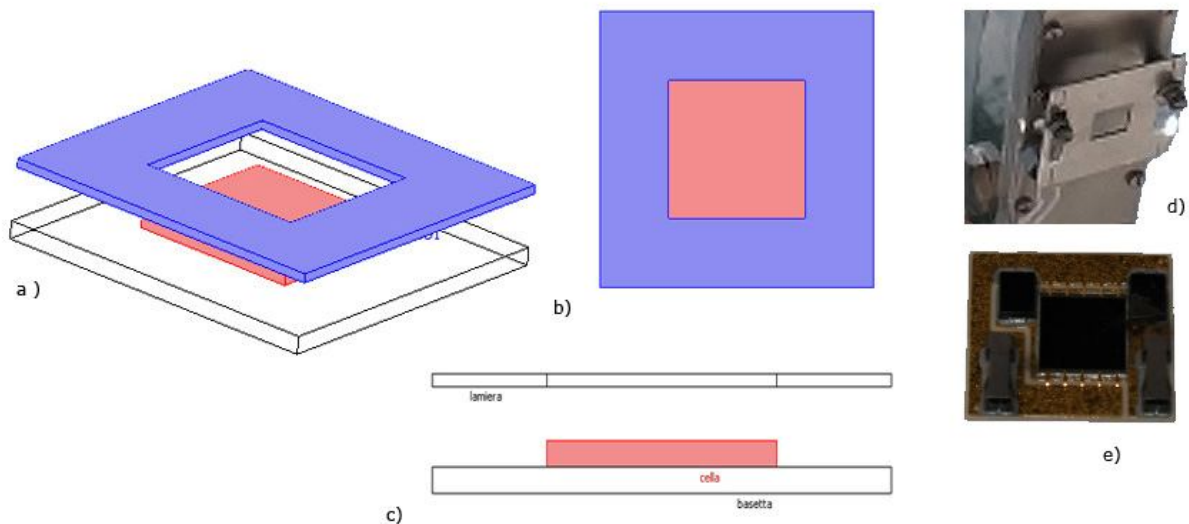 a )
b)
lamiera
cella
basetta
c)
d)
e)